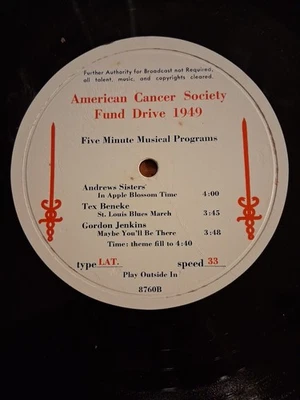 Further Authority for Broadcast not Required,
all talent, music, and copyrights cleared.
American Cancer Society
Fund Drive 1949
Five Minute Musical Programs
Andrews Sisters
In Apple Blossom Time 4:00
Tex Beneke
St. Louis Blues March 3:45
Gordon Jenkins
Maybe You'll Be There 3:48
Time: theme fill to 4:40
type LAT. speed 33
Play Outside In
8760B